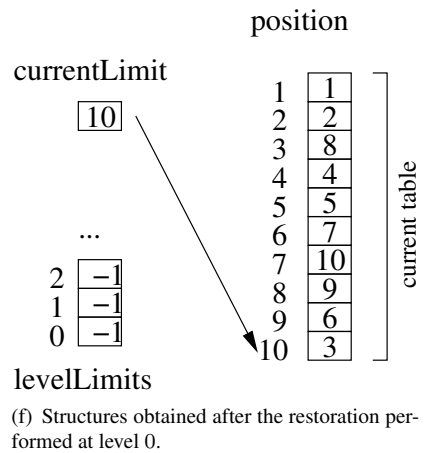 position
currentLimit
10
1 1
2 2
3 8
4 4
5 5
6 7
7 10
8 9
9 6
10 3
current table
...
2 −1
1 −1
0 −1
levelLimits
(f) Structures obtained after the restoration per-
formed at level 0.